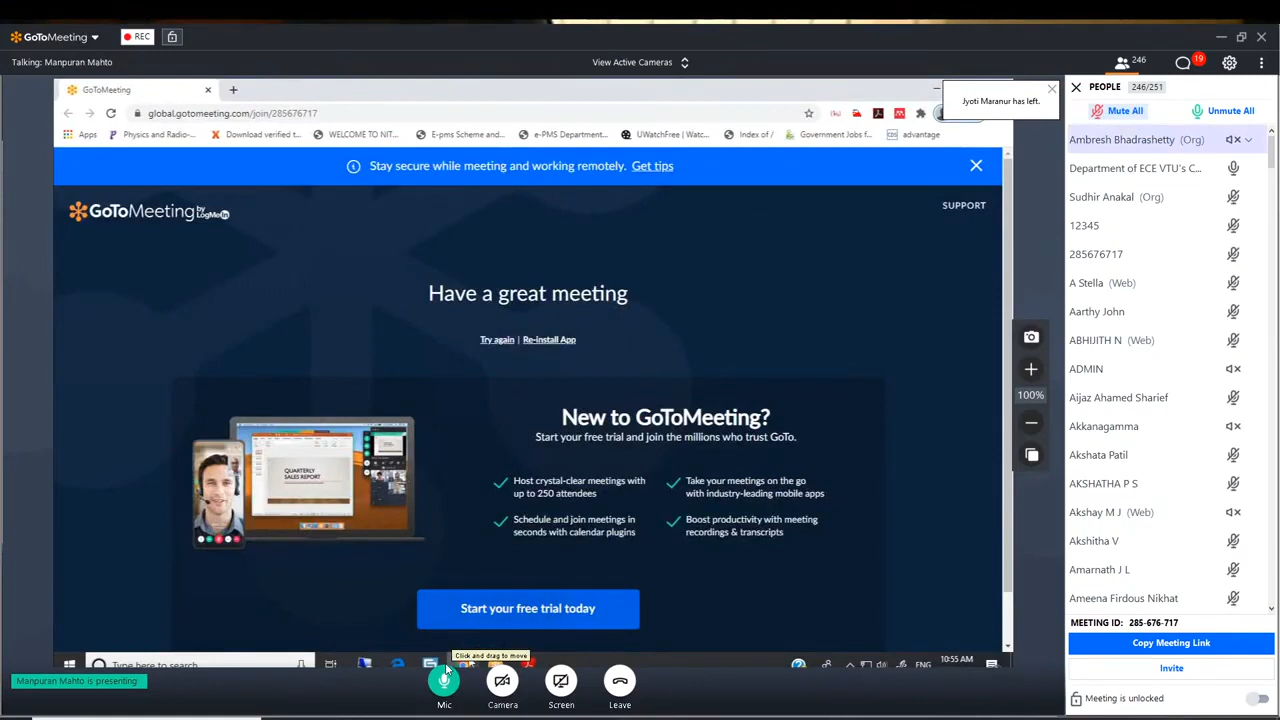 GoToMeeting
REC
246
19
Talking: Manpuran Mahto
View Active Cameras
GoToMeeting
Jyoti Maranur has left.
PEOPLE 246/251
global.gotomeeting.com/join/285676717
Mute All
Unmute All
Apps
Physics and Radio-...
Download verified t...
WELCOME TO NIT...
E-pms Scheme and...
e-PMS Department...
UWatchFree | Watc...
Index of /
Government Jobs f...
advantage
Stay secure while meeting and working remotely. Get tips
GoToMeeting by LogMeIn
SUPPORT
Have a great meeting
Try again | Re-install App
New to GoToMeeting?
Start your free trial and join the millions who trust GoTo.
QUARTERLY
SALES REPORT
Host crystal-clear meetings with
up to 250 attendees
Take your meetings on the go
with industry-leading mobile apps
Schedule and join meetings in
seconds with calendar plugins
Boost productivity with meeting
recordings & transcripts
Start your free trial today
100%
Ambresh Bhadrashetty (Org)
Department of ECE VTU's C...
Sudhir Anakal (Org)
12345
285676717
A Stella (Web)
Aarthy John
ABHIJITH N (Web)
ADMIN
Aijaz Ahamed Sharief
Akkanagamma
Akshata Patil
AKSHATHA P S
Akshay M J (Web)
Akshitha V
Amarnath J L
Ameena Firdous Nikhat
MEETING ID: 285-676-717
Copy Meeting Link
Invite
Meeting is unlocked
Type here to search
Click and drag to move
ENG
10:55 AM
Manpuran Mahto is presenting
Mic
Camera
Screen
Leave